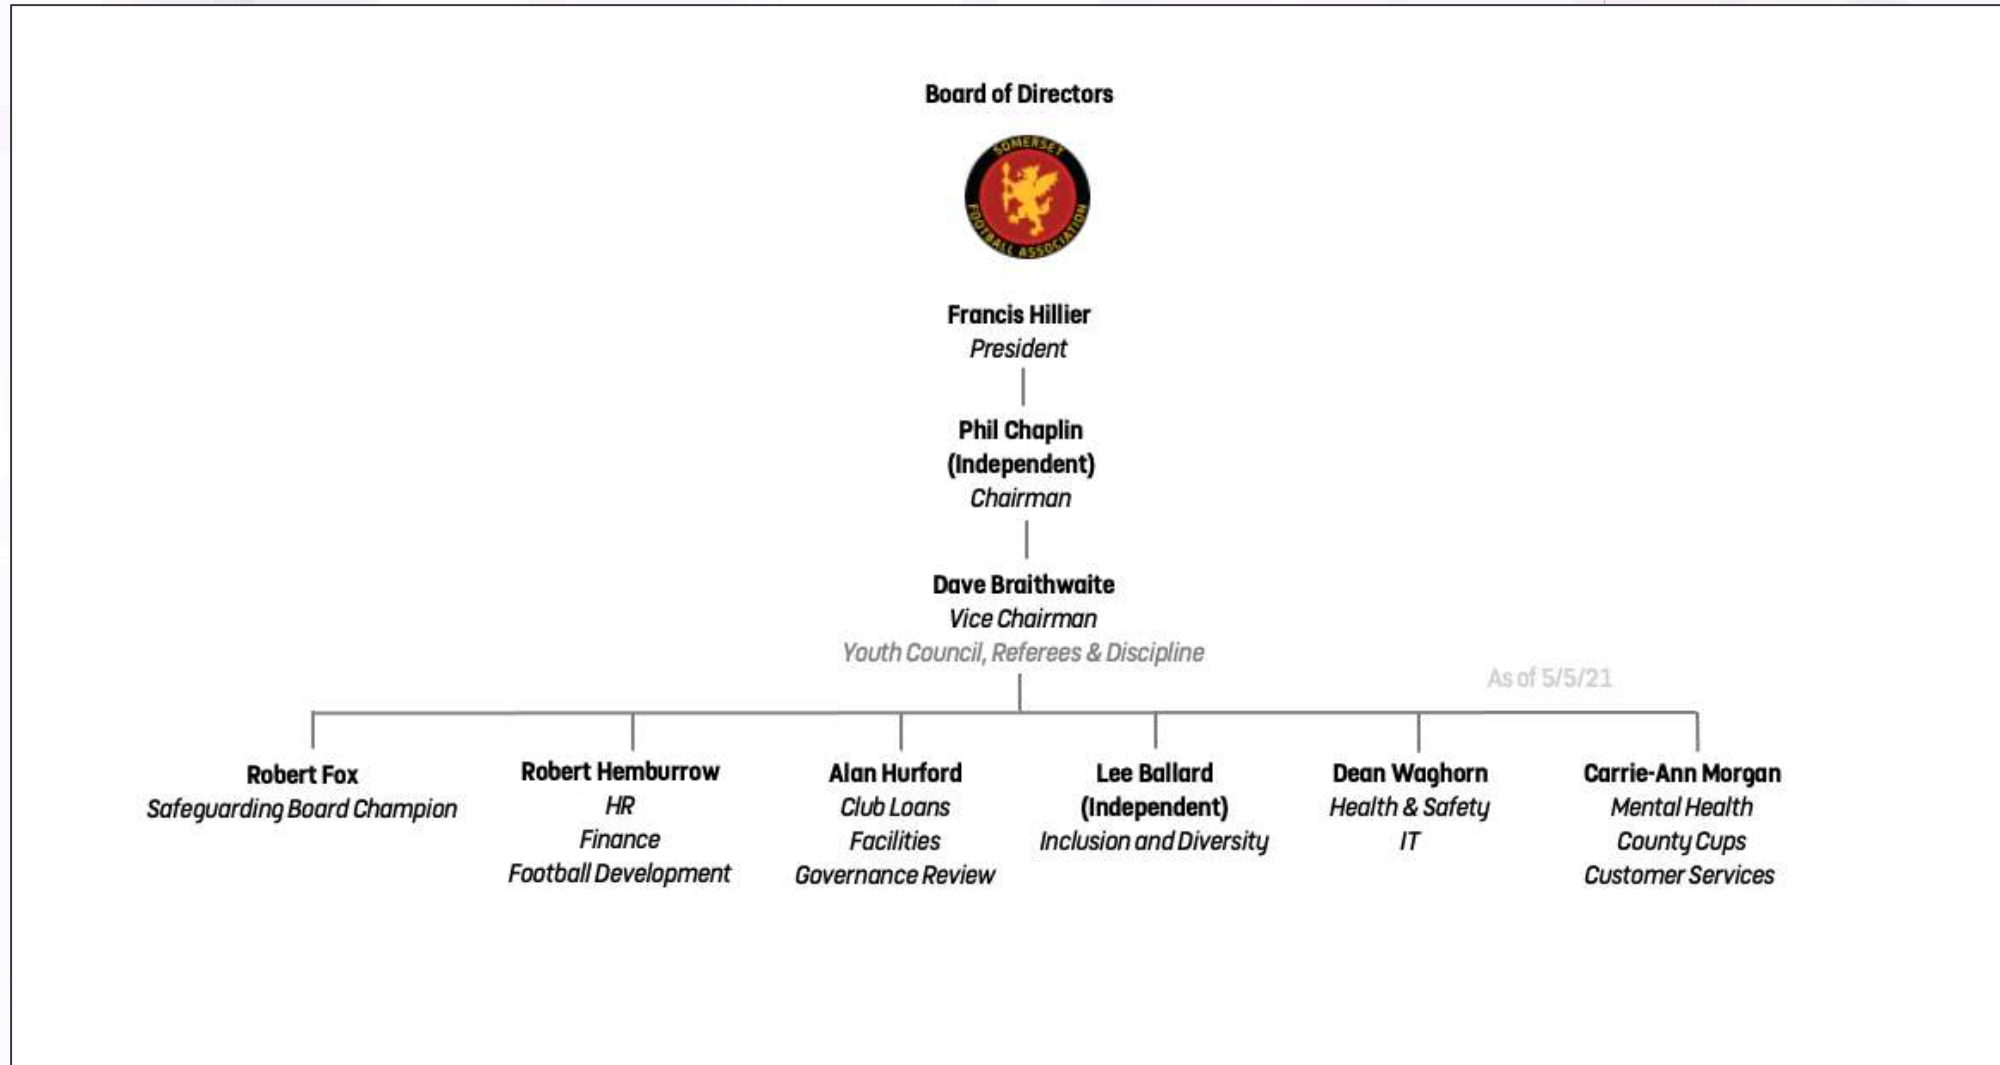 Board of Directors
SOMERSET
FOOTBALL ASSOCIATION
Francis Hillier
President
Phil Chaplin
(Independent)
Chairman
Dave Braithwaite
Vice Chairman
Youth Council, Referees & Discipline
As of 5/5/21
Robert Fox
Safeguarding Board Champion
Robert Hemburrow
HR
Finance
Football Development
Alan Hurford
Club Loans
Facilities
Governance Review
Lee Ballard
(Independent)
Inclusion and Diversity
Dean Waghorn
Health & Safety
IT
Carrie-Ann Morgan
Mental Health
County Cups
Customer Services